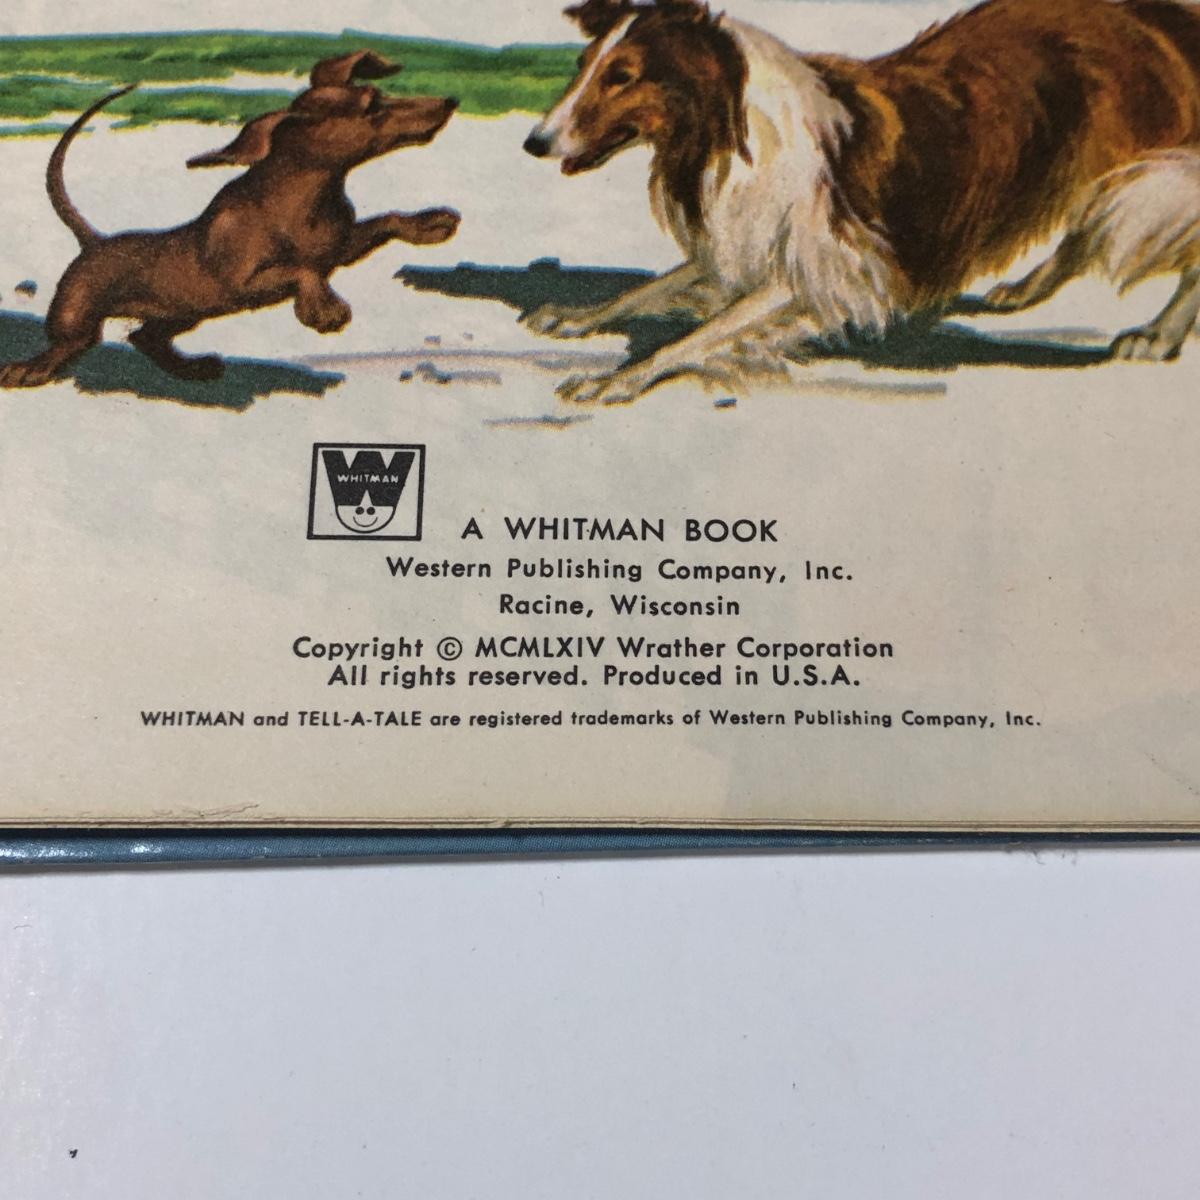 WHITMAN
A WHITMAN BOOK
Western Publishing Company, Inc.
Racine, Wisconsin
Copyright © MCMLXIV Wrather Corporation
All rights reserved. Produced in U.S.A.
WHITMAN and TELL-A-TALE are registered trademarks of Western Publishing Company, Inc.